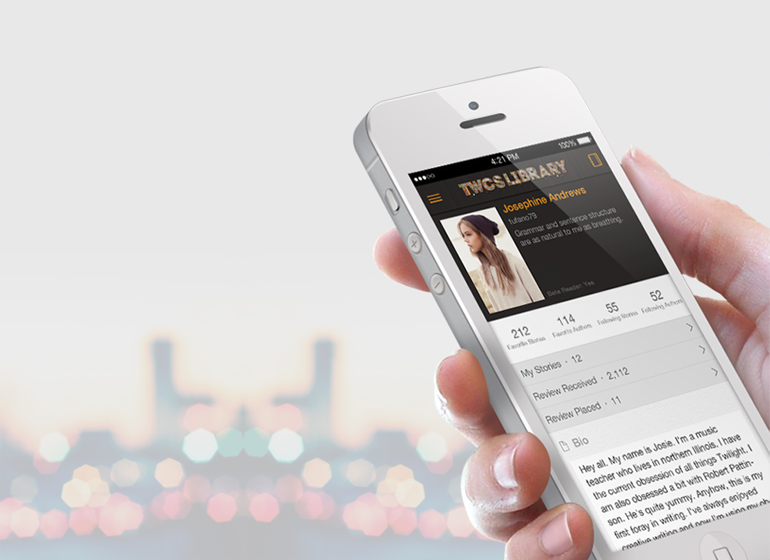 4:21 PM 100%
TWCS LIBRARY
Josephine Andrews
tufano79
Grammar and sentence structure
are as natural to me as breathing.
Beta Reader: Yes
212 114 55 52
Favorite Stories Favorite Authors Following Stories Following Authors
My Stories · 12
Review Received · 2,112
Review Placed · 11
Bio
Hey all. My name is Josie. I'm a music
teacher who lives in northern Illinois. I have
the current obsession of all things Twilight. I
am also obsessed a bit with Robert Pattin-
son. He's quite yummy. Anyhow, this is my
first foray in writing. I've always enjoyed
creative writing and now I'm using my